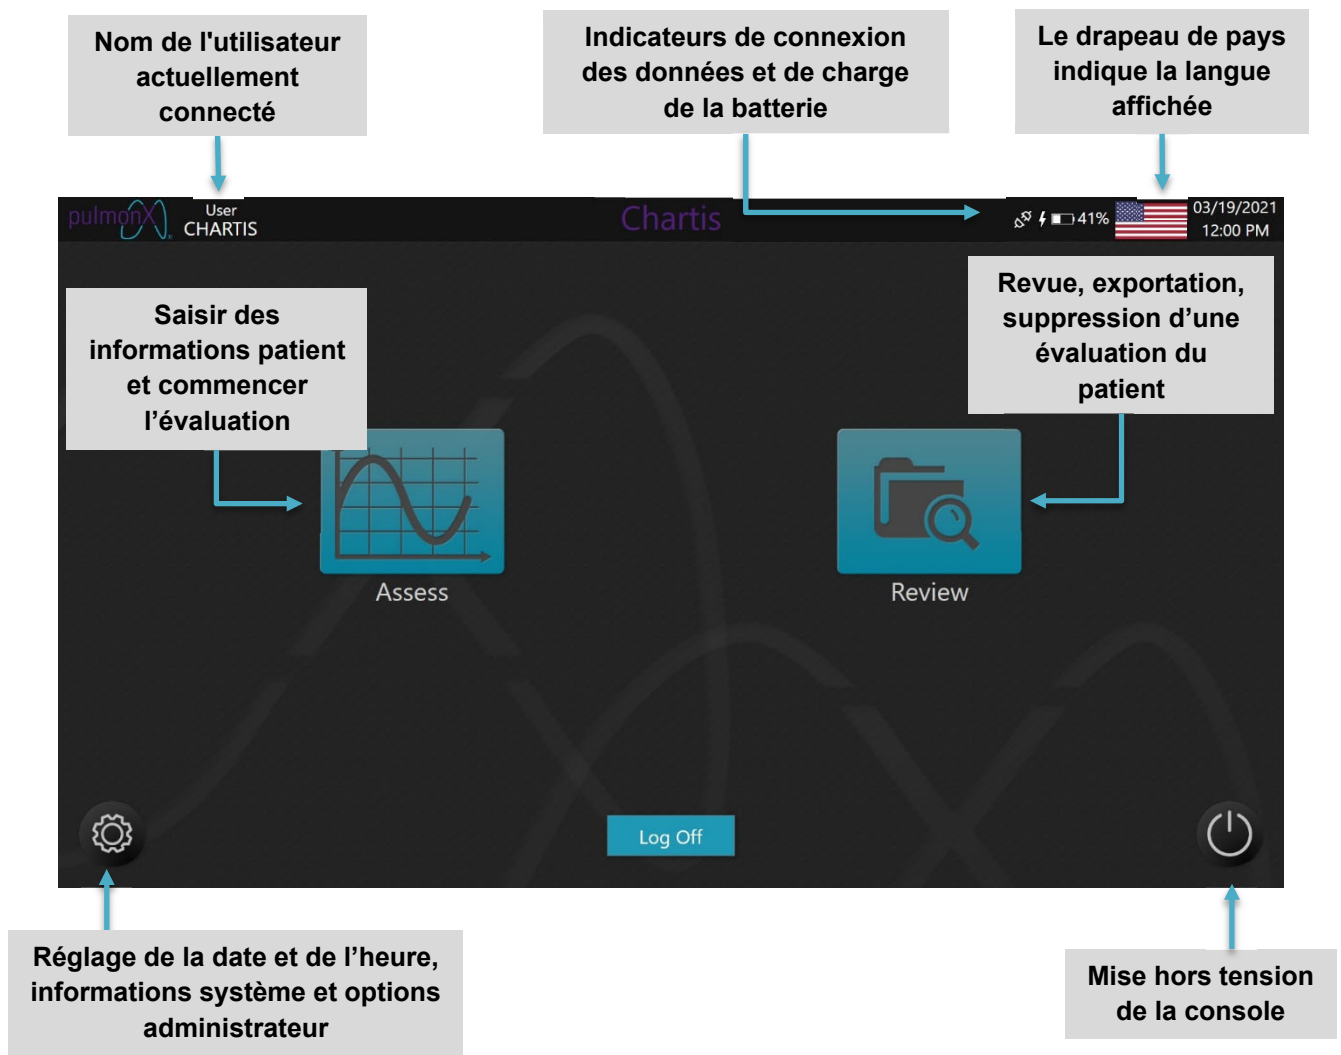 Nom de l'utilisateur
actuellement
connecté
Indicateurs de connexion
des données et de charge
de la batterie
Le drapeau de pays
indique la langue
affichée
pulmonX
User
CHARTIS
Chartis
41%
03/19/2021
12:00 PM
Saisir des
informations patient
et commencer
l’évaluation
Revue, exportation,
suppression d’une
évaluation du
patient
Assess
Review
Log Off
Réglage de la date et de l’heure,
informations système et options
administrateur
Mise hors tension
de la console